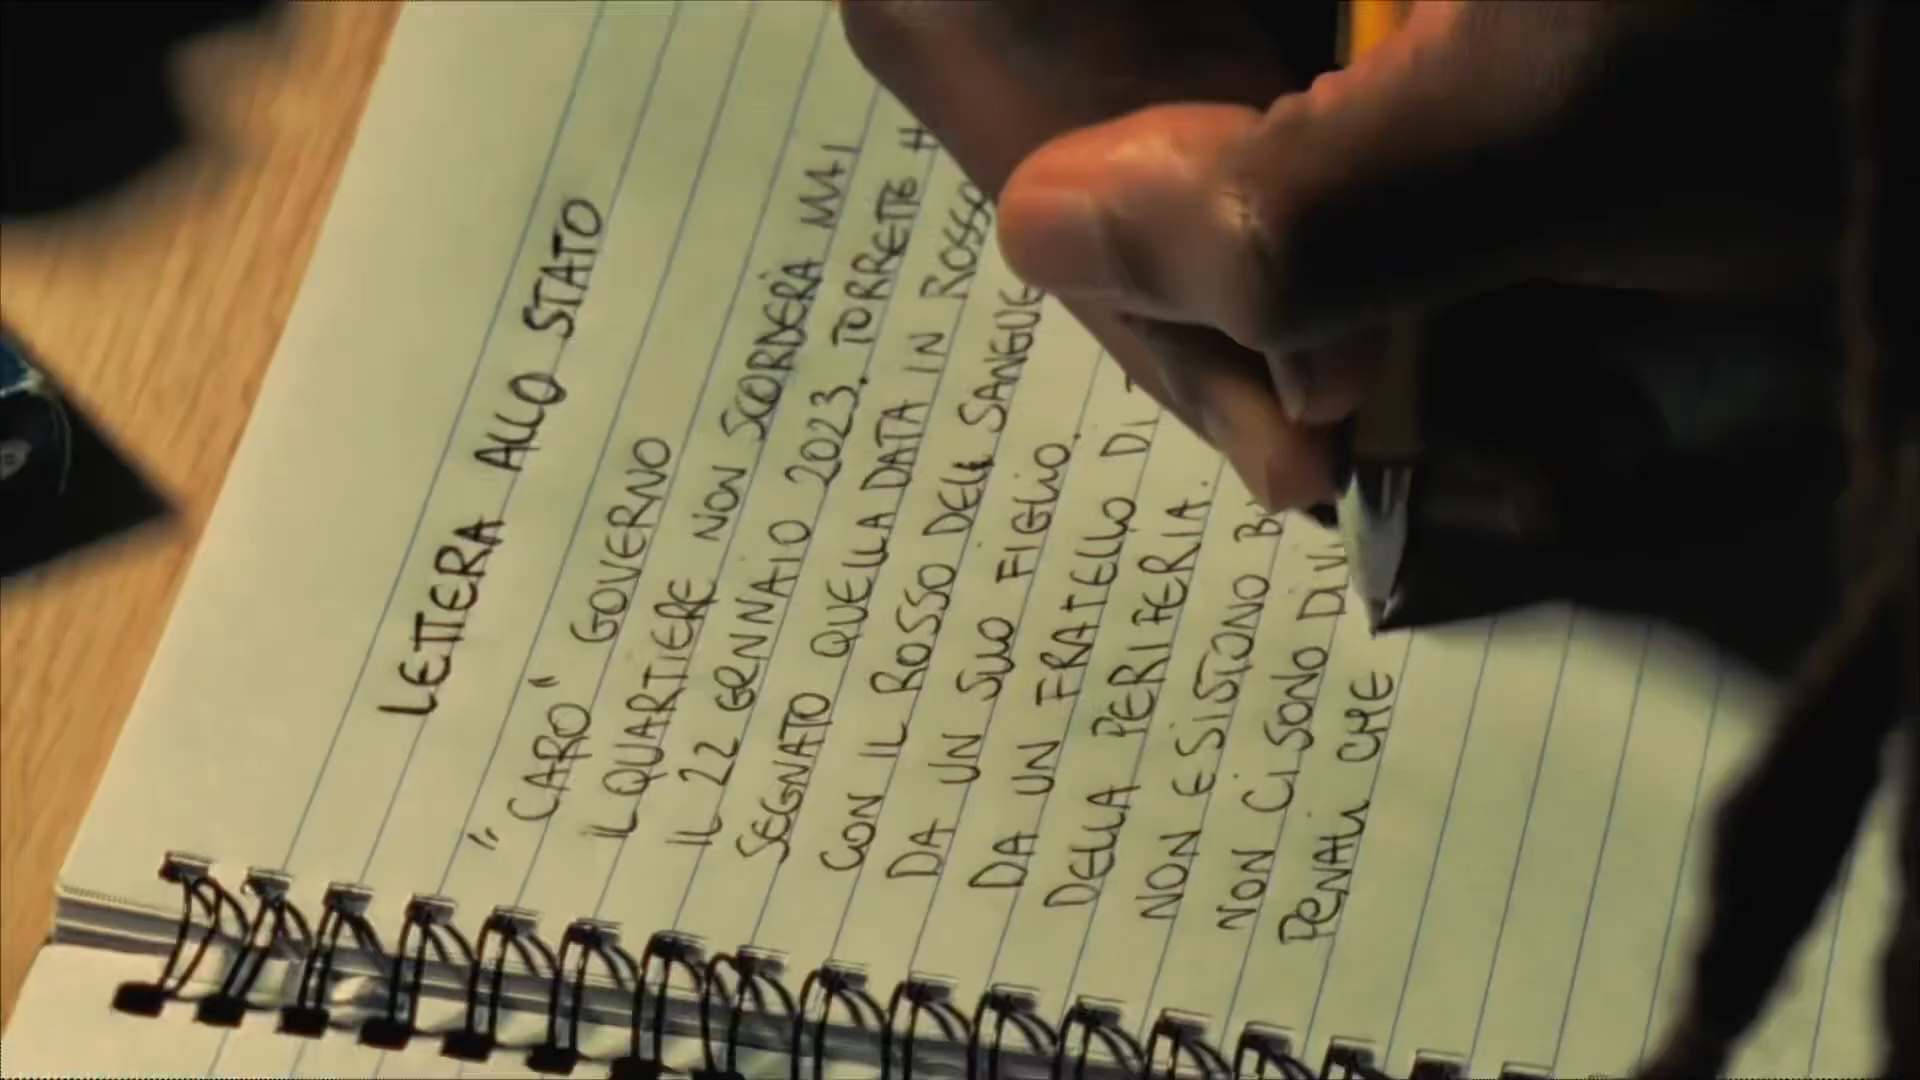 LETTERA ALLO STATO
"CARO" GOVERNO
IL QUARTIERE NON SCORDERÀ MAI
IL 22 GENNAIO 2023. TORRETTE H
SEGNATO QUELLA DATA IN ROSSO
CON IL ROSSO DELL SANGUE
DA UN SUO FIGLIO.
DA UN FRATELLO DI
DELLA PERIFERIA.
NON ESISTONO
NON CI SONO
PENALI CHE